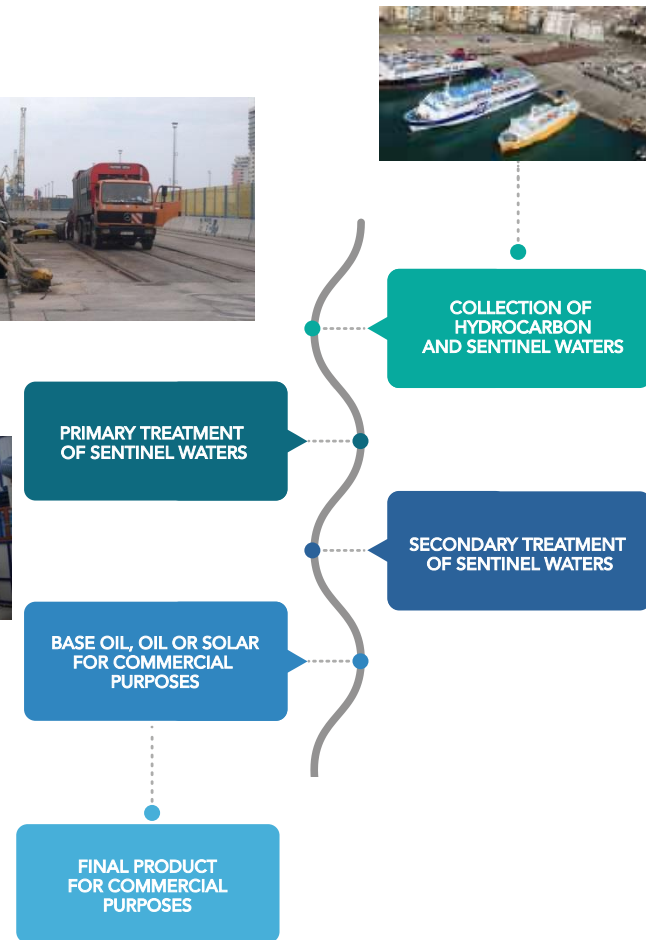 COLLECTION OF
HYDROCARBON
AND SENTINEL WATERS
PRIMARY TREATMENT
OF SENTINEL WATERS
SECONDARY TREATMENT
OF SENTINEL WATERS
BASE OIL, OIL OR SOLAR
FOR COMMERCIAL
PURPOSES
FINAL PRODUCT
FOR COMMERCIAL
PURPOSES